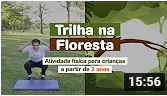 Trilha na
Floresta
Atividade física para crianças
a partir de 2 anos
15:56